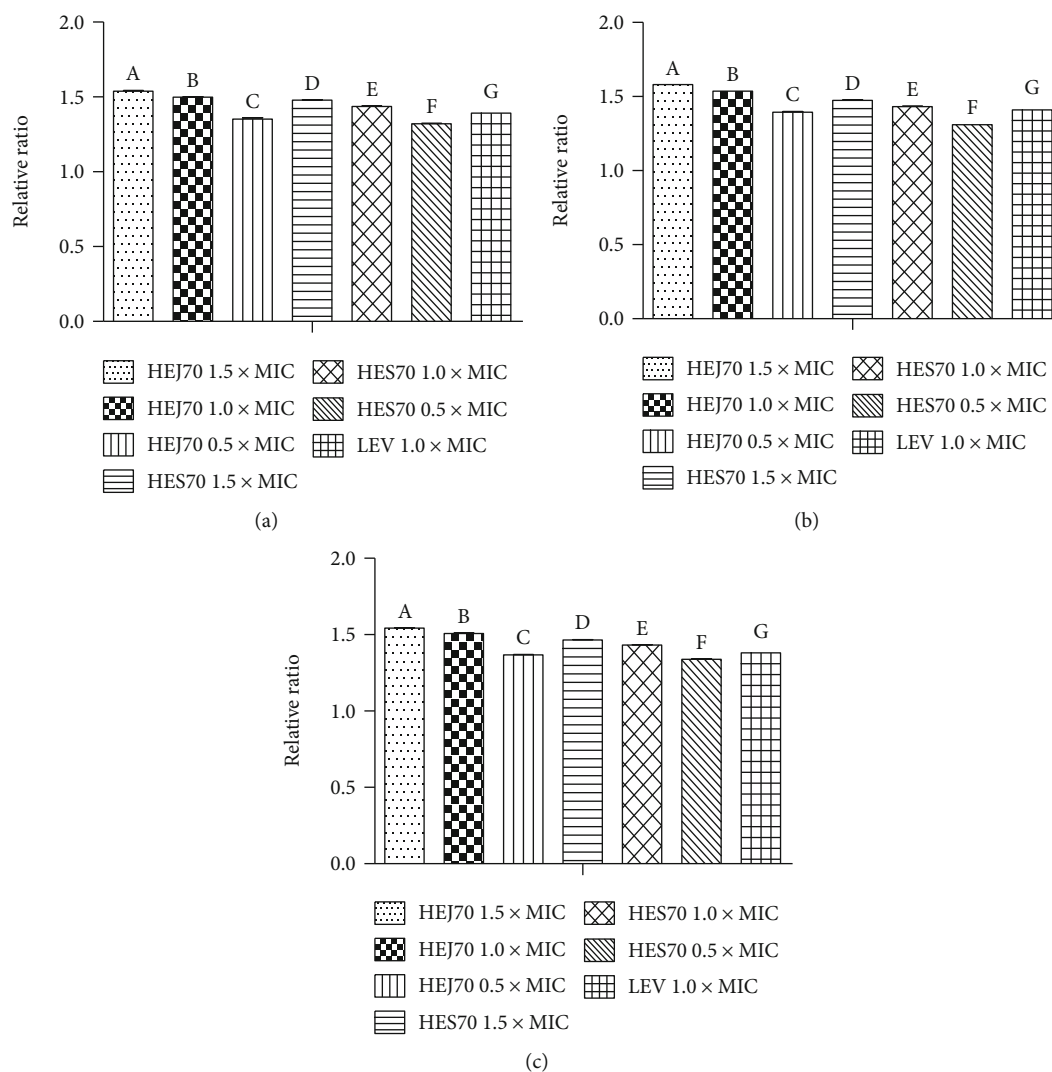 2.0
1.5
1.0
0.5
0.0
Relative ratio
A
B
C
D
E
F
G
HEJ70 1.5 × MIC
HEJ70 1.0 × MIC
HEJ70 0.5 × MIC
HES70 1.5 × MIC
HES70 1.0 × MIC
HES70 0.5 × MIC
LEV 1.0 × MIC
(a)
2.0
1.5
1.0
0.5
0.0
Relative ratio
A
B
C
D
E
F
G
HEJ70 1.5 × MIC
HEJ70 1.0 × MIC
HEJ70 0.5 × MIC
HES70 1.5 × MIC
HES70 1.0 × MIC
HES70 0.5 × MIC
LEV 1.0 × MIC
(b)
2.0
1.5
1.0
0.5
0.0
Relative ratio
A
B
C
D
E
F
G
HEJ70 1.5 × MIC
HEJ70 1.0 × MIC
HEJ70 0.5 × MIC
HES70 1.5 × MIC
HES70 1.0 × MIC
HES70 0.5 × MIC
LEV 1.0 × MIC
(c)